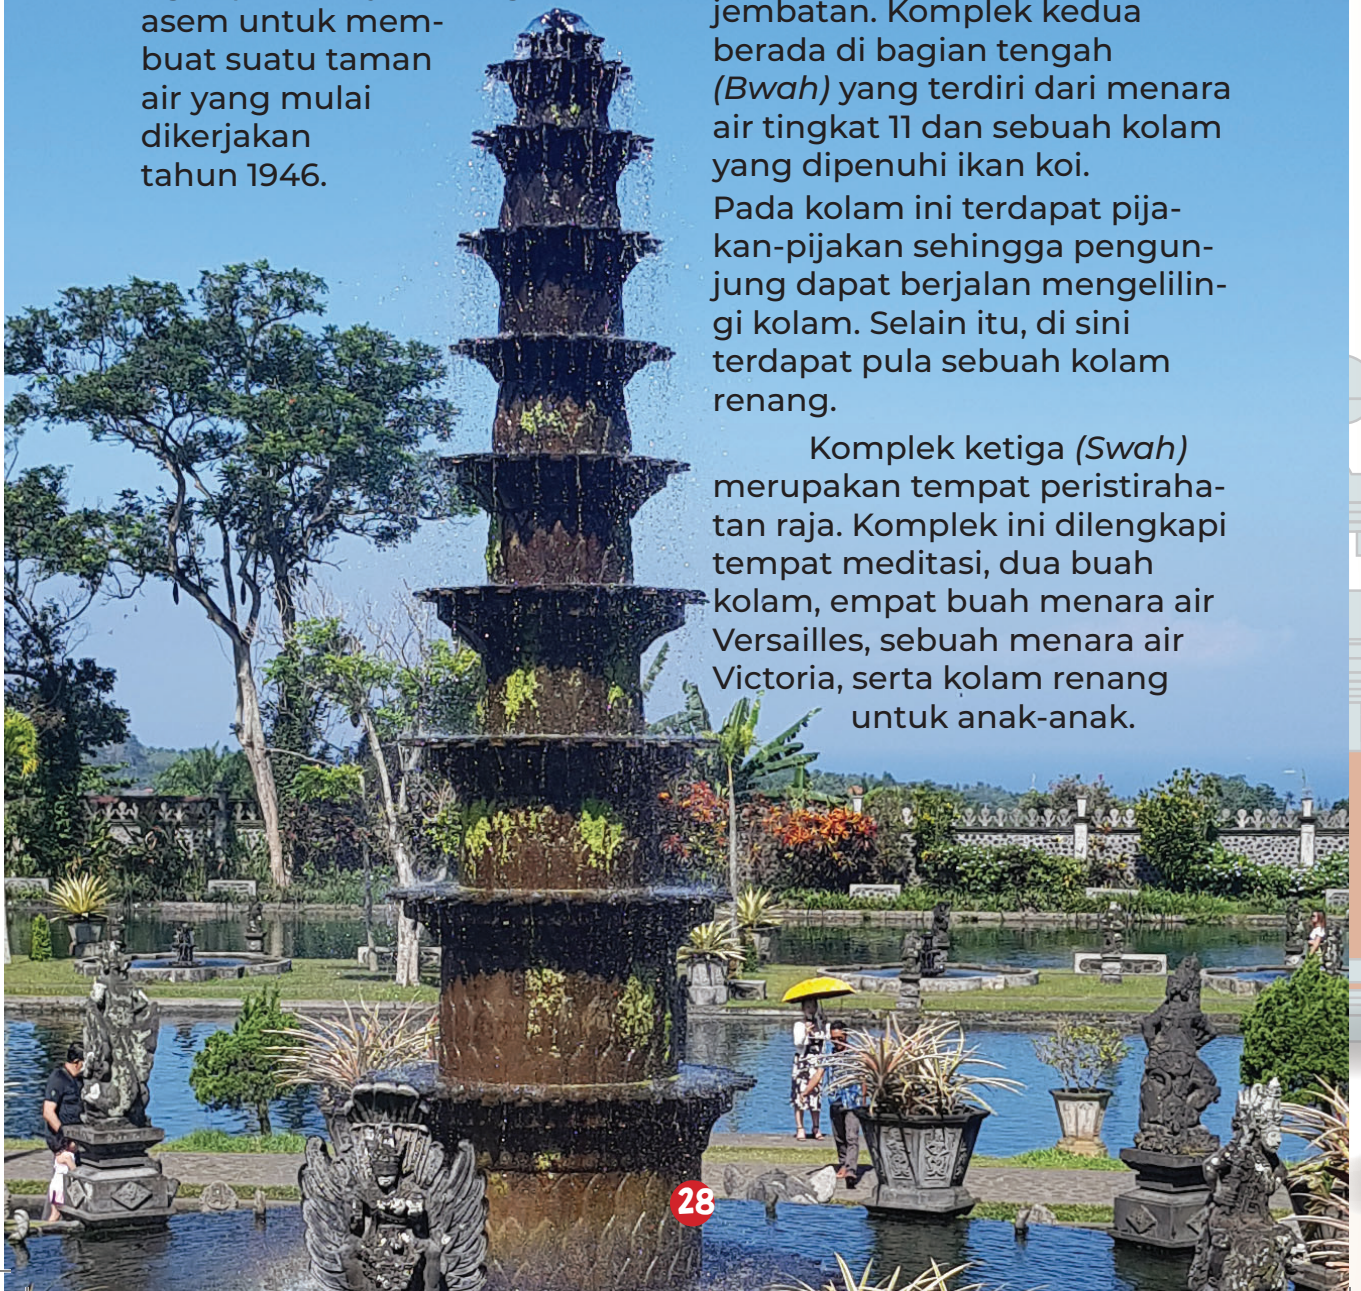 asem untuk mem-
buat suatu taman
air yang mulai
dikerjakan
tahun 1946.
jembatan. Komplek kedua
berada di bagian tengah
(Bwah) yang terdiri dari menara
air tingkat 11 dan sebuah kolam
yang dipenuhi ikan koi.
Pada kolam ini terdapat pija-
kan-pijakan sehingga pengun-
jung dapat berjalan mengelilin-
gi kolam. Selain itu, di sini
terdapat pula sebuah kolam
renang.
Komplek ketiga (Swah)
merupakan tempat peristiraha-
tan raja. Komplek ini dilengkapi
tempat meditasi, dua buah
kolam, empat buah menara air
Versailles, sebuah menara air
Victoria, serta kolam renang
untuk anak-anak.
28